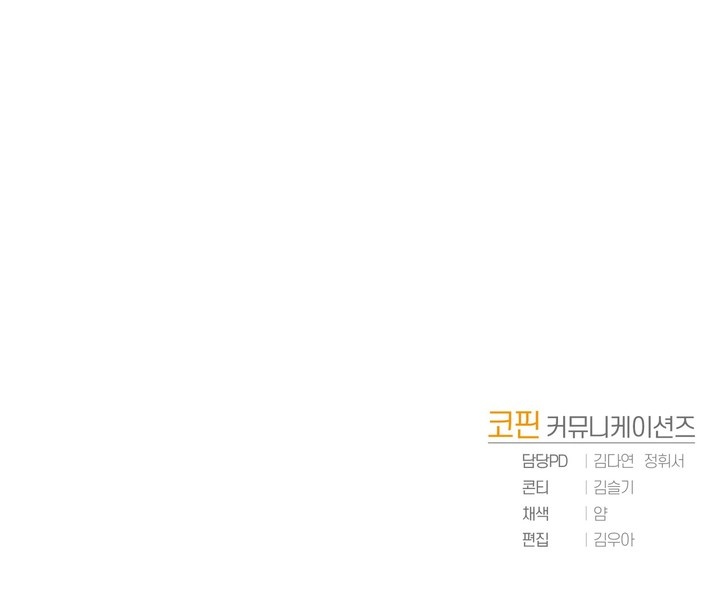 코핀 커뮤니케이션즈
담당PD | 김다연 정휘서
콘티 | 김슬기
채색 | 얌
편집 | 김우아